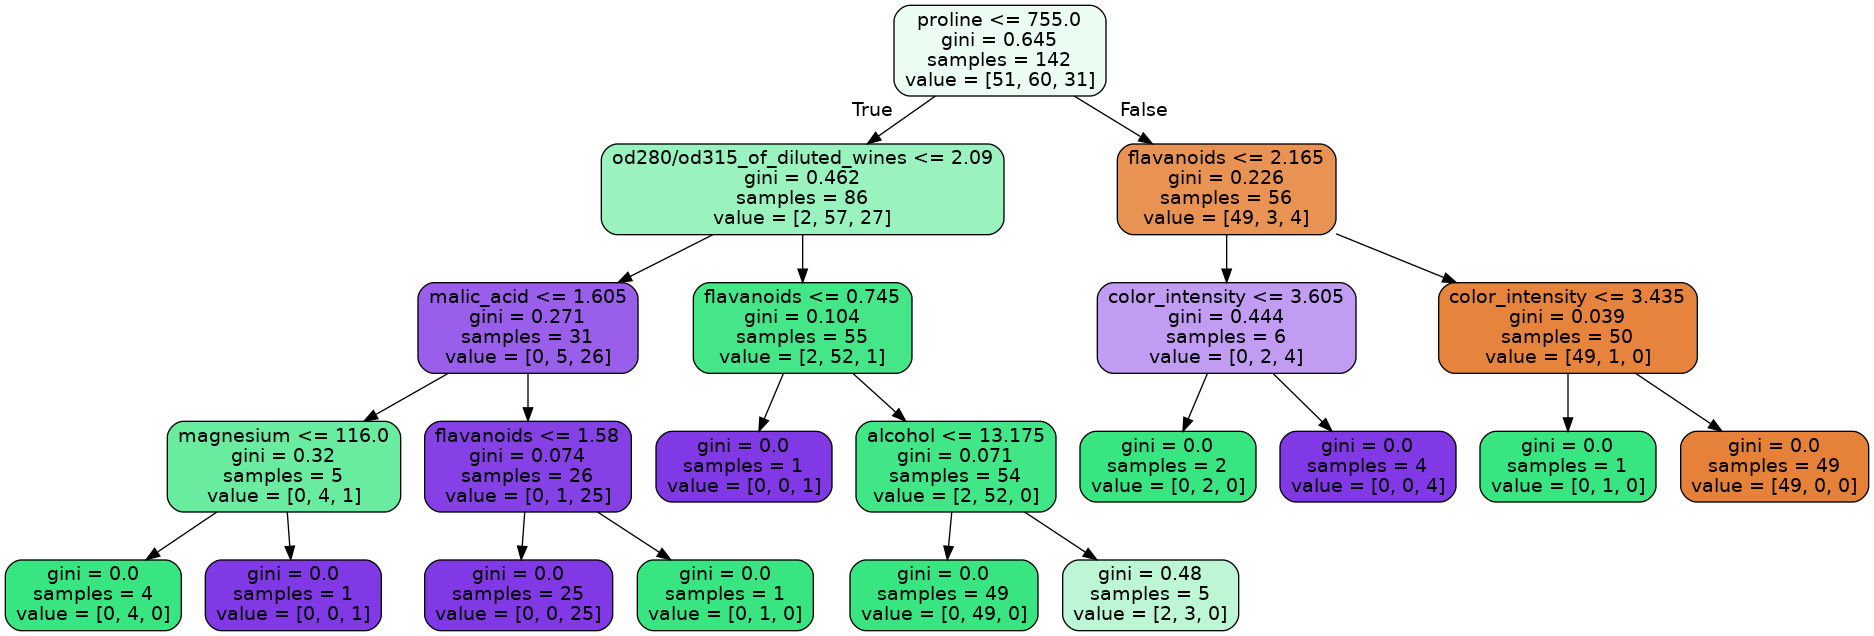 proline <= 755.0
gini = 0.645
samples = 142
value = [51, 60, 31]
True
False
od280/od315_of_diluted_wines <= 2.09
gini = 0.462
samples = 86
value = [2, 57, 27]
flavanoids <= 2.165
gini = 0.226
samples = 56
value = [49, 3, 4]
malic_acid <= 1.605
gini = 0.271
samples = 31
value = [0, 5, 26]
flavanoids <= 0.745
gini = 0.104
samples = 55
value = [2, 52, 1]
color_intensity <= 3.605
gini = 0.444
samples = 6
value = [0, 2, 4]
color_intensity <= 3.435
gini = 0.039
samples = 50
value = [49, 1, 0]
magnesium <= 116.0
gini = 0.32
samples = 5
value = [0, 4, 1]
flavanoids <= 1.58
gini = 0.074
samples = 26
value = [0, 1, 25]
gini = 0.0
samples = 1
value = [0, 0, 1]
alcohol <= 13.175
gini = 0.071
samples = 54
value = [2, 52, 0]
gini = 0.0
samples = 2
value = [0, 2, 0]
gini = 0.0
samples = 4
value = [0, 0, 4]
gini = 0.0
samples = 1
value = [0, 1, 0]
gini = 0.0
samples = 49
value = [49, 0, 0]
gini = 0.0
samples = 4
value = [0, 4, 0]
gini = 0.0
samples = 1
value = [0, 0, 1]
gini = 0.0
samples = 25
value = [0, 0, 25]
gini = 0.0
samples = 1
value = [0, 1, 0]
gini = 0.0
samples = 49
value = [0, 49, 0]
gini = 0.48
samples = 5
value = [2, 3, 0]